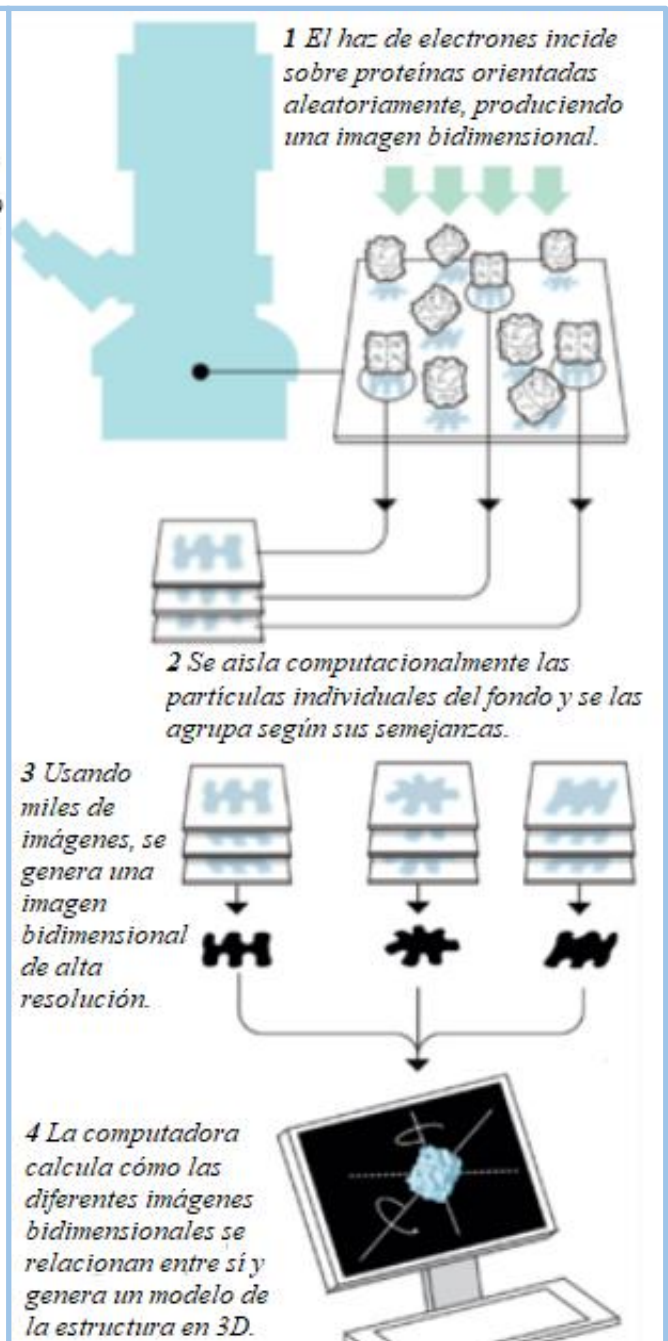 1 El haz de electrones incide
sobre proteínas orientadas
aleatoriamente, produciendo
una imagen bidimensional.
2 Se aisla computacionalmente las
partículas individuales del fondo y se las
agrupa según sus semejanzas.
3 Usando
miles de
imágenes, se
genera una
imagen
bidimensional
de alta
resolución.
4 La computadora
calcula cómo las
diferentes imágenes
bidimensionales se
relacionan entre sí y
genera un modelo de
la estructura en 3D.